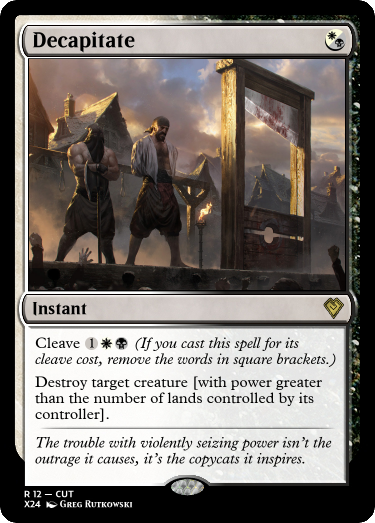 Decapitate
Instant
Cleave 1 (If you cast this spell for its
cleave cost, remove the words in square brackets.)
Destroy target creature [with power greater
than the number of lands controlled by its
controller].
The trouble with violently seizing power isn't the
outrage it causes, it's the copycats it inspires.
R 12 — CUT
X24 Greg Rutkowski